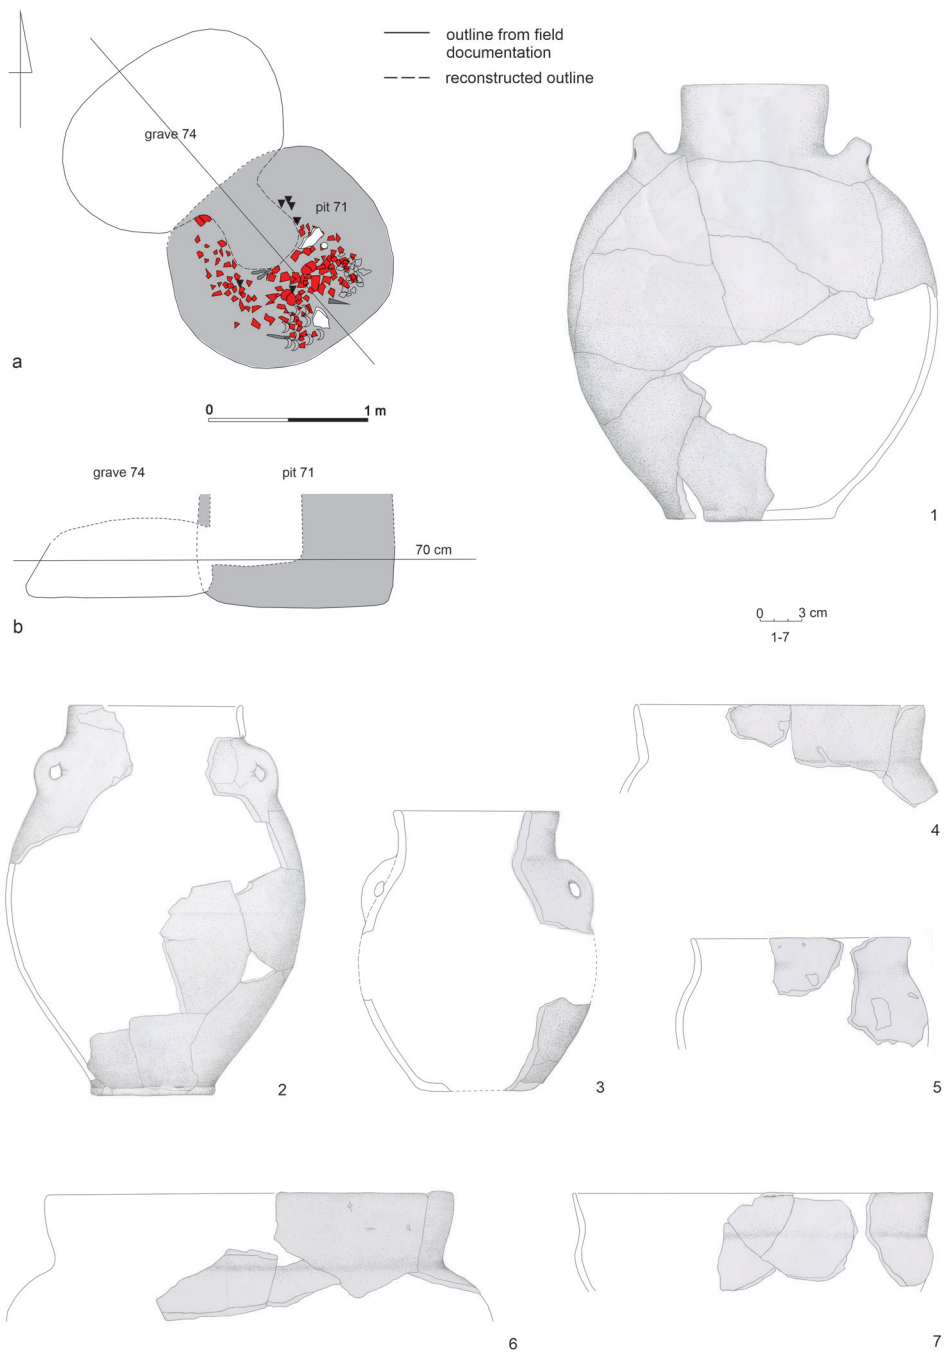 outline from field
documentation
reconstructed outline
grave 74
pit 71
a
0 1 m
grave 74 pit 71
70 cm
b
1
0 3 cm
1-7
2
3
4
5
6
7